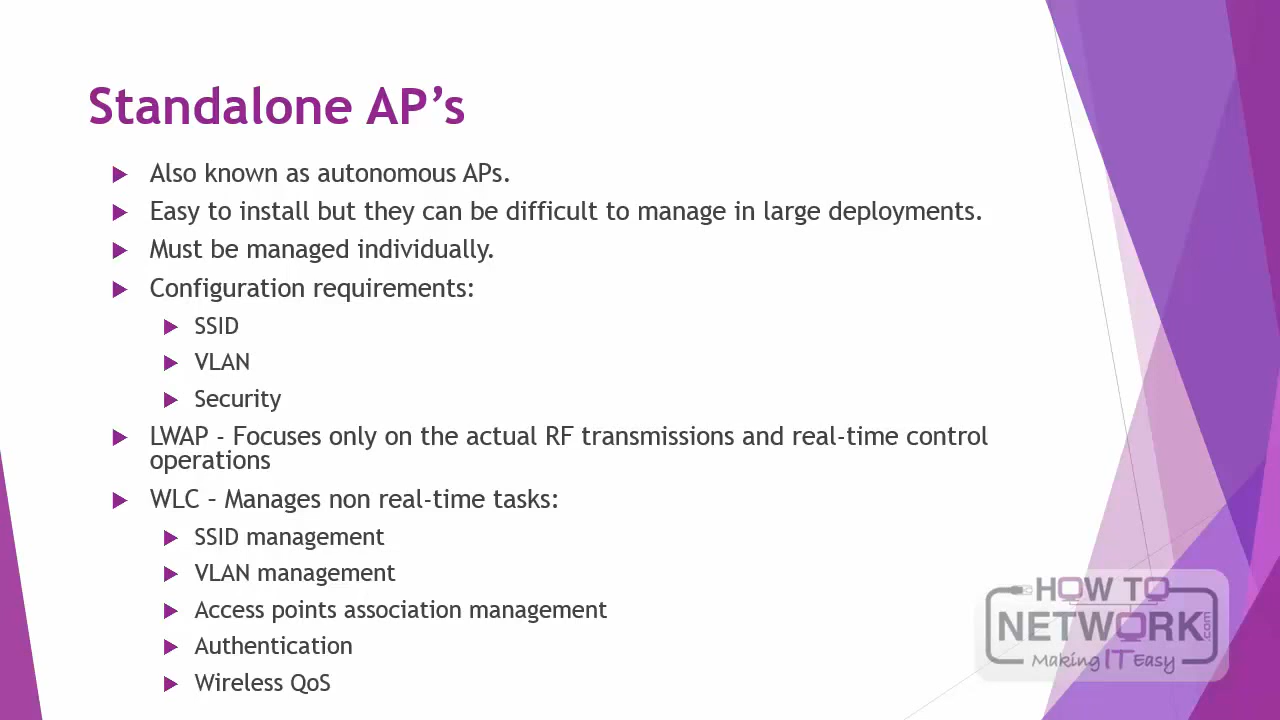 Standalone AP’s
Also known as autonomous APs.
Easy to install but they can be difficult to manage in large deployments.
Must be managed individually.
Configuration requirements:
SSID
VLAN
Security
LWAP - Focuses only on the actual RF transmissions and real-time control
operations
WLC – Manages non real-time tasks:
SSID management
VLAN management
Access points association management
Authentication
Wireless QoS
HOW TO
NETWORK.com
Making IT Easy